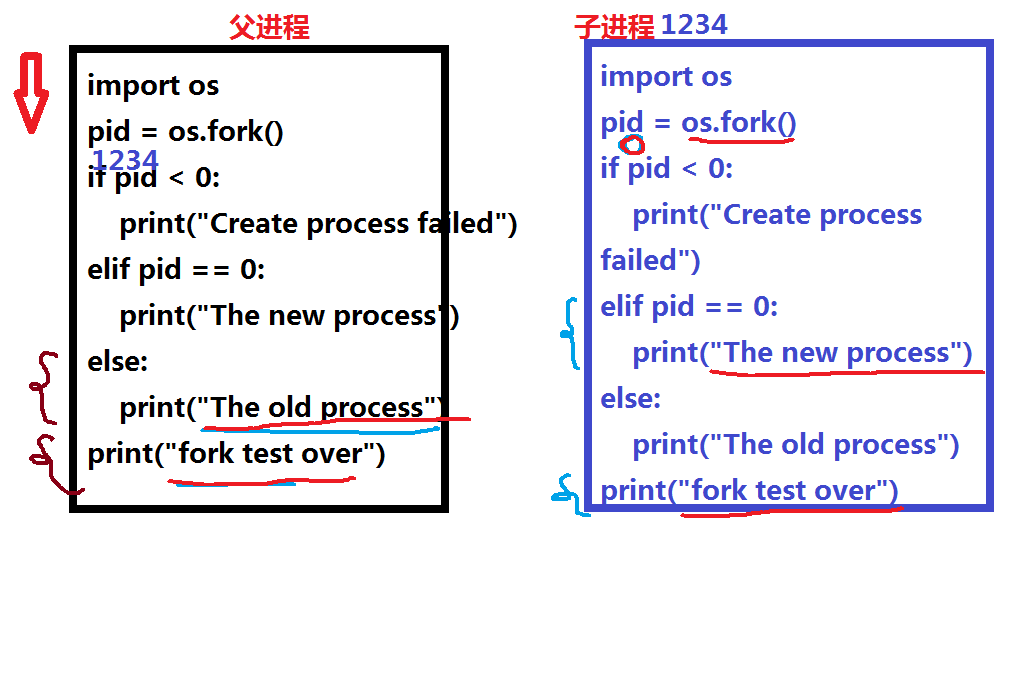 父进程
import os
pid = os.fork()
1234
if pid < 0:
print("Create process failed")
elif pid == 0:
print("The new process")
else:
print("The old process")
print("fork test over")
子进程 1234
import os
pid = os.fork()
if pid < 0:
print("Create process
failed")
elif pid == 0:
print("The new process")
else:
print("The old process")
print("fork test over")